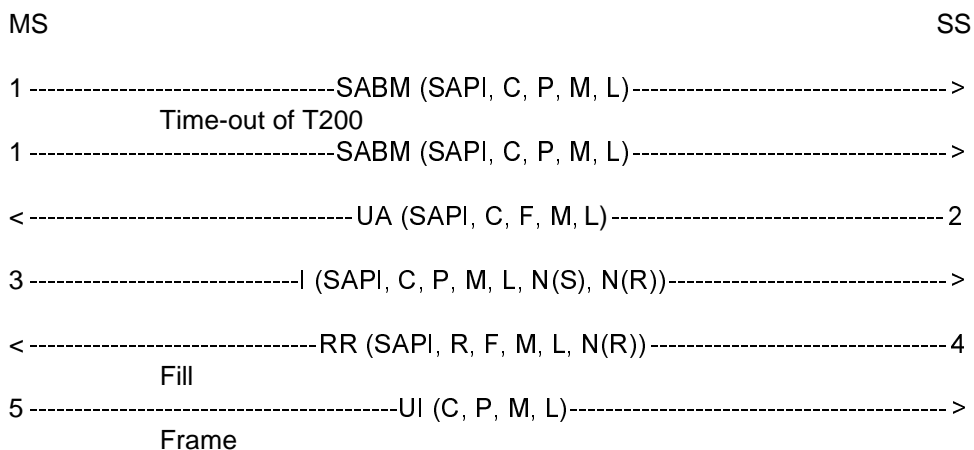 MS SS
1 ----------------------------------SABM (SAPI, C, P, M, L)----------------------------------- >
Time-out of T200
1 ----------------------------------SABM (SAPI, C, P, M, L)----------------------------------- >
< ------------------------------------UA (SAPI, C, F, M, L)------------------------------------- 2
3 ------------------------------I (SAPI, C, P, M, L, N(S), N(R))------------------------------- >
< --------------------------------RR (SAPI, R, F, M, L, N(R))--------------------------------- 4
Fill
5 -----------------------------------------UI (C, P, M, L)------------------------------------------ >
Frame